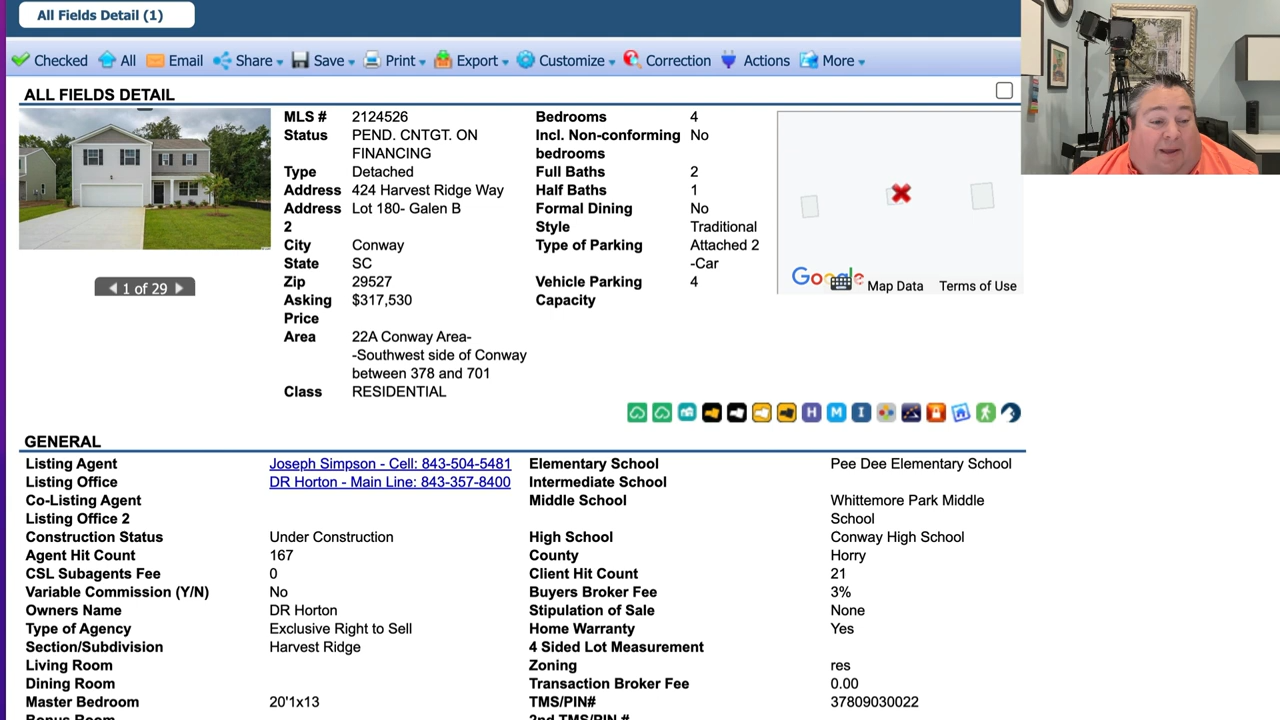 All Fields Detail (1)
Checked All Email Share Save Print Export Customize Correction Actions More
ALL FIELDS DETAIL
MLS # 2124526
Status PEND. CNTGT. ON
FINANCING
Type Detached
Address 424 Harvest Ridge Way
Address Lot 180- Galen B
2
City Conway
State SC
Zip 29527
Asking $317,530
Price
Area 22A Conway Area-
-Southwest side of Conway
between 378 and 701
Class RESIDENTIAL
Bedrooms 4
Incl. Non-conforming No
bedrooms
Full Baths 2
Half Baths 1
Formal Dining No
Style Traditional
Type of Parking Attached 2
-Car
Vehicle Parking 4
Capacity
Google Map Data Terms of Use
1 of 29
H M I
GENERAL
Listing Agent Joseph Simpson - Cell: 843-504-5481 Elementary School Pee Dee Elementary School
Listing Office DR Horton - Main Line: 843-357-8400 Intermediate School
Co-Listing Agent Middle School Whittemore Park Middle
Listing Office 2 School
Construction Status Under Construction High School Conway High School
Agent Hit Count 167 County Horry
CSL Subagents Fee 0 Client Hit Count 21
Variable Commission (Y/N) No Buyers Broker Fee 3%
Owners Name DR Horton Stipulation of Sale None
Type of Agency Exclusive Right to Sell Home Warranty Yes
Section/Subdivision Harvest Ridge 4 Sided Lot Measurement
Living Room Zoning res
Dining Room Transaction Broker Fee 0.00
Master Bedroom 20'1x13 TMS/PIN# 37809030022
Bonus Room 2nd TMS/PIN #